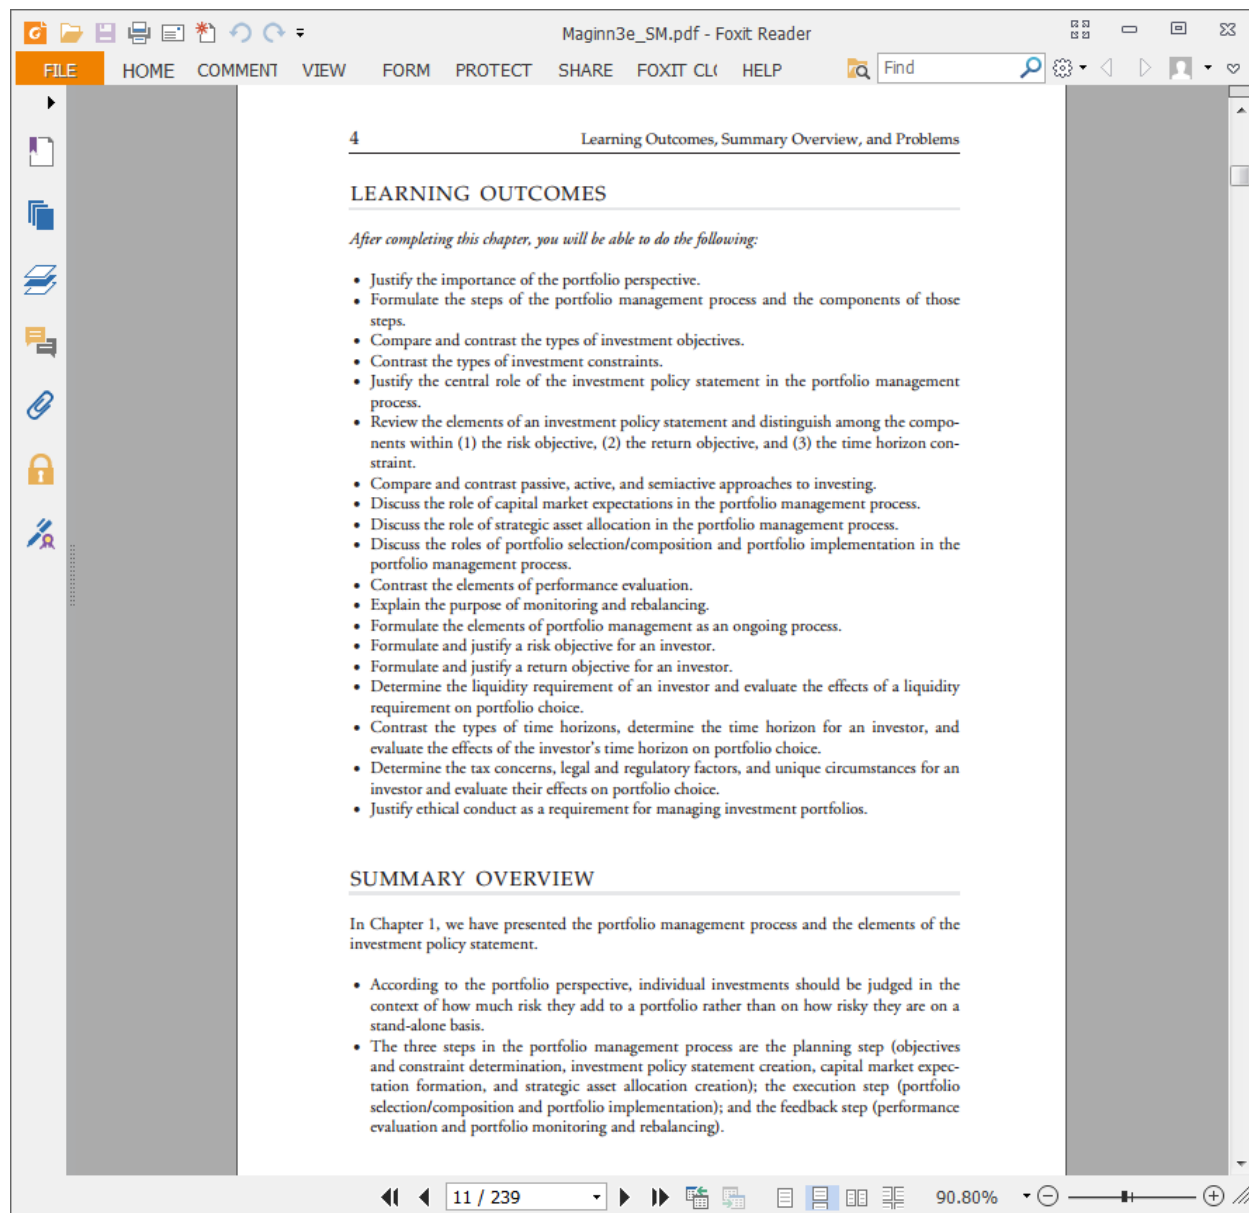 Maginn3e_SM.pdf - Foxit Reader
FILE HOME COMMENT VIEW FORM PROTECT SHARE FOXIT CL HELP Find
4 Learning Outcomes, Summary Overview, and Problems
LEARNING OUTCOMES
After completing this chapter, you will be able to do the following:
• Justify the importance of the portfolio perspective.
• Formulate the steps of the portfolio management process and the components of those
steps.
• Compare and contrast the types of investment objectives.
• Contrast the types of investment constraints.
• Justify the central role of the investment policy statement in the portfolio management
process.
• Review the elements of an investment policy statement and distinguish among the compo-
nents within (1) the risk objective, (2) the return objective, and (3) the time horizon con-
straint.
• Compare and contrast passive, active, and semiactive approaches to investing.
• Discuss the role of capital market expectations in the portfolio management process.
• Discuss the role of strategic asset allocation in the portfolio management process.
• Discuss the roles of portfolio selection/composition and portfolio implementation in the
portfolio management process.
• Contrast the elements of performance evaluation.
• Explain the purpose of monitoring and rebalancing.
• Formulate the elements of portfolio management as an ongoing process.
• Formulate and justify a risk objective for an investor.
• Formulate and justify a return objective for an investor.
• Determine the liquidity requirement of an investor and evaluate the effects of a liquidity
requirement on portfolio choice.
• Contrast the types of time horizons, determine the time horizon for an investor, and
evaluate the effects of the investor's time horizon on portfolio choice.
• Determine the tax concerns, legal and regulatory factors, and unique circumstances for an
investor and evaluate their effects on portfolio choice.
• Justify ethical conduct as a requirement for managing investment portfolios.
SUMMARY OVERVIEW
In Chapter 1, we have presented the portfolio management process and the elements of the
investment policy statement.
• According to the portfolio perspective, individual investments should be judged in the
context of how much risk they add to a portfolio rather than on how risky they are on a
stand-alone basis.
• The three steps in the portfolio management process are the planning step (objectives
and constraint determination, investment policy statement creation, capital market expec-
tation formation, and strategic asset allocation creation); the execution step (portfolio
selection/composition and portfolio implementation); and the feedback step (performance
evaluation and portfolio monitoring and rebalancing).
11 / 239 90.80%